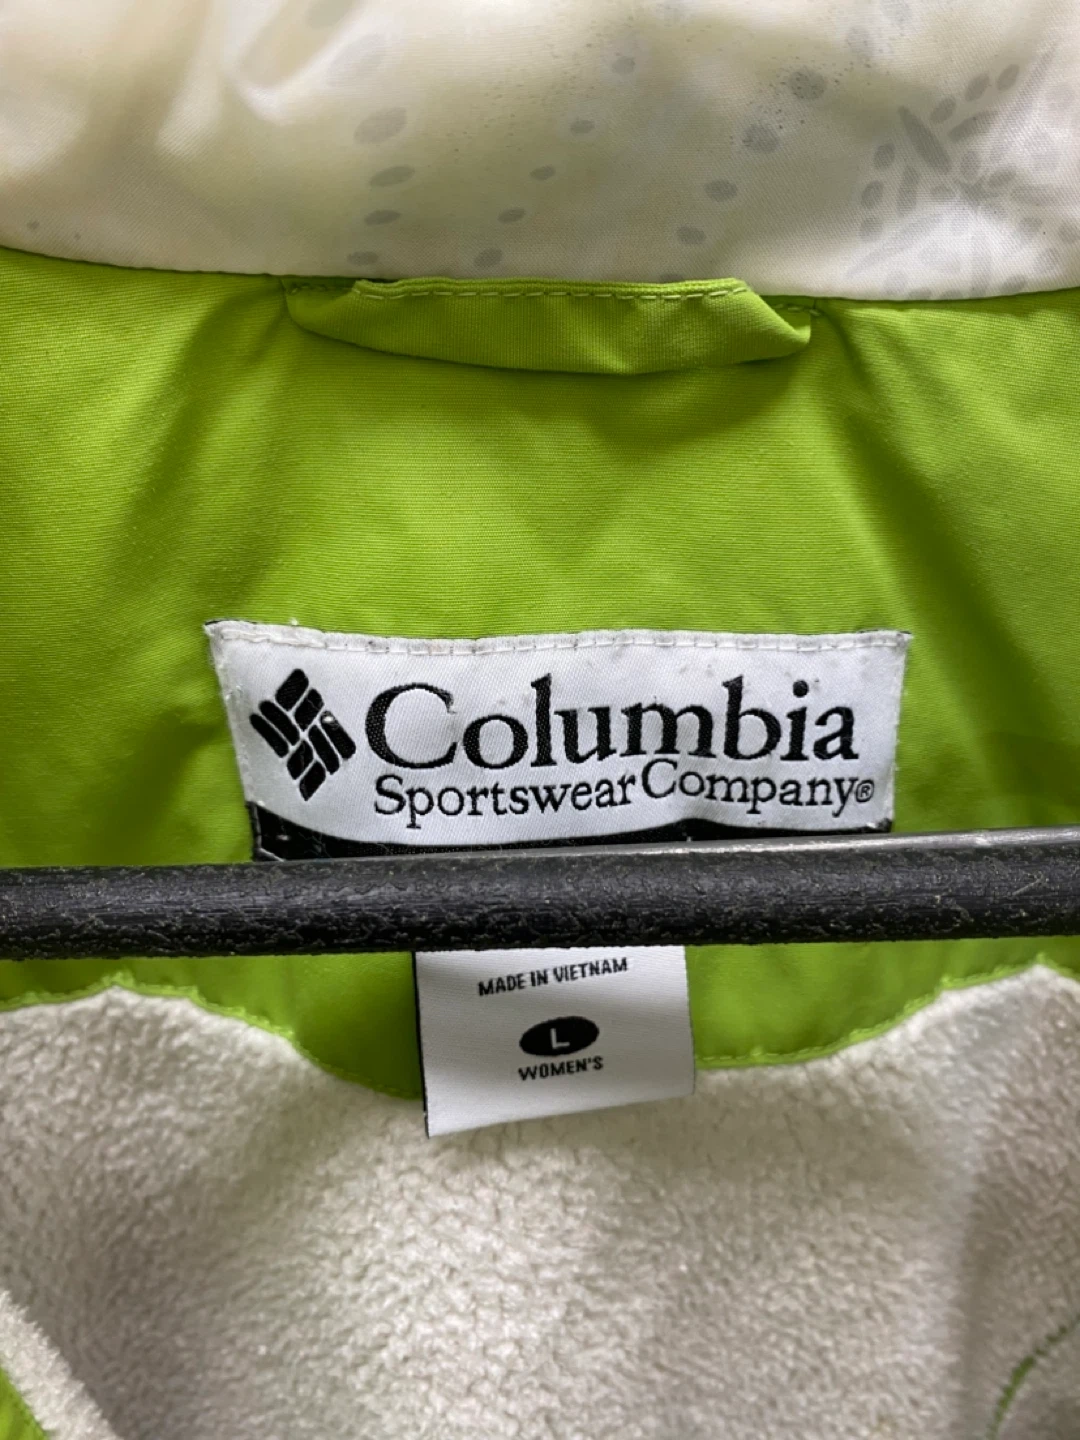 Columbia
Sportswear Company®
MADE IN VIETNAM
L
WOMEN'S